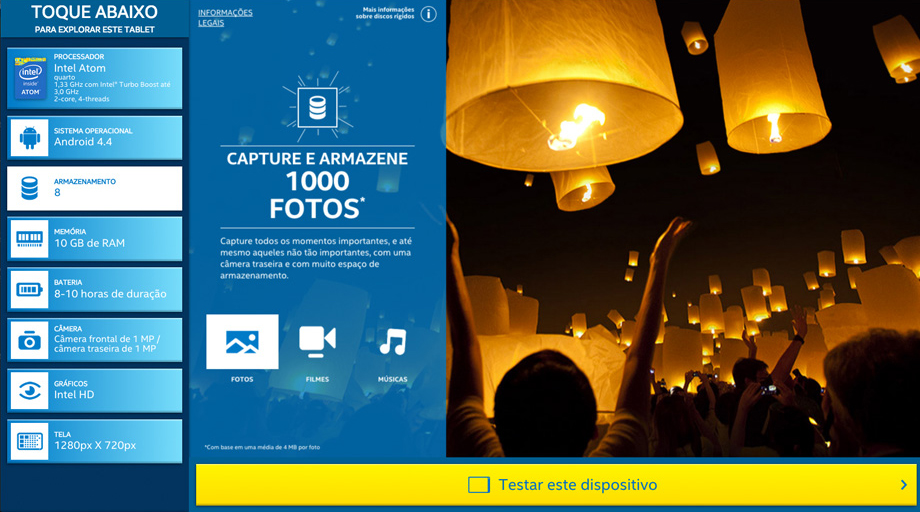 TOQUE ABAIXO
PARA EXPLORAR ESTE TABLET
PROCESSADOR
Intel Atom
quarto
1,33 GHz com Intel® Turbo Boost até
3,0 GHz
2-core, 4-threads
intel
inside
ATOM
SISTEMA OPERACIONAL
Android 4.4
ARMAZENAMENTO
8
MEMÓRIA
10 GB de RAM
BATERIA
8-10 horas de duração
CÂMERA
Câmera frontal de 1 MP /
câmera traseira de 1 MP
GRÁFICOS
Intel HD
TELA
1280px X 720px
INFORMAÇÕES
LEGAIS
Mais informações
sobre discos rígidos
i
CAPTURE E ARMAZENE
1000
FOTOS*
Capture todos os momentos importantes, e até
mesmo aqueles não tão importantes, com uma
câmera traseira e com muito espaço de
armazenamento.
FOTOS
FILMES
MÚSICAS
*Com base em uma média de 4 MB por foto
Testar este dispositivo